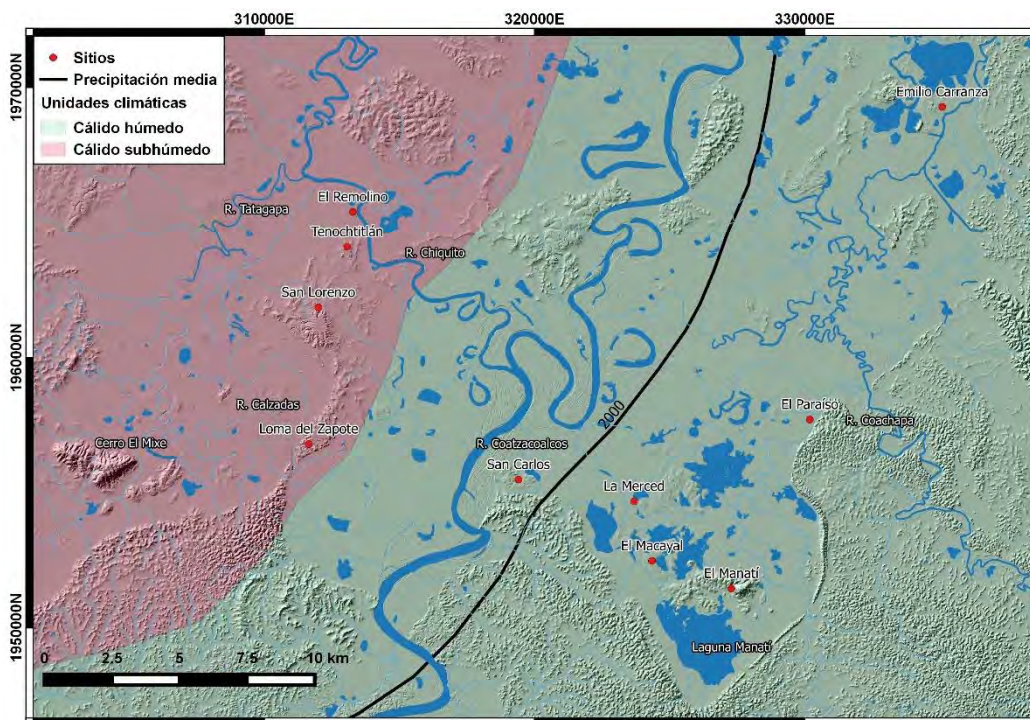 310000E
320000E
330000E
Sitios
Precipitación media
Unidades climáticas
Cálido húmedo
Cálido subhúmedo
1970000N
1960000N
1950000N
Emilio Carranza
El Remolino
R. Tatagapa
Tenochtitlán
R. Chiquito
San Lorenzo
R. Calzadas
Loma del Zapote
Cerro El Mixe
2000
El Paraíso
R. Coachapa
R. Coatzacoalcos
San Carlos
La Merced
El Macayal
El Manatí
Laguna Manatí
0 2.5 5 7.5 10 km